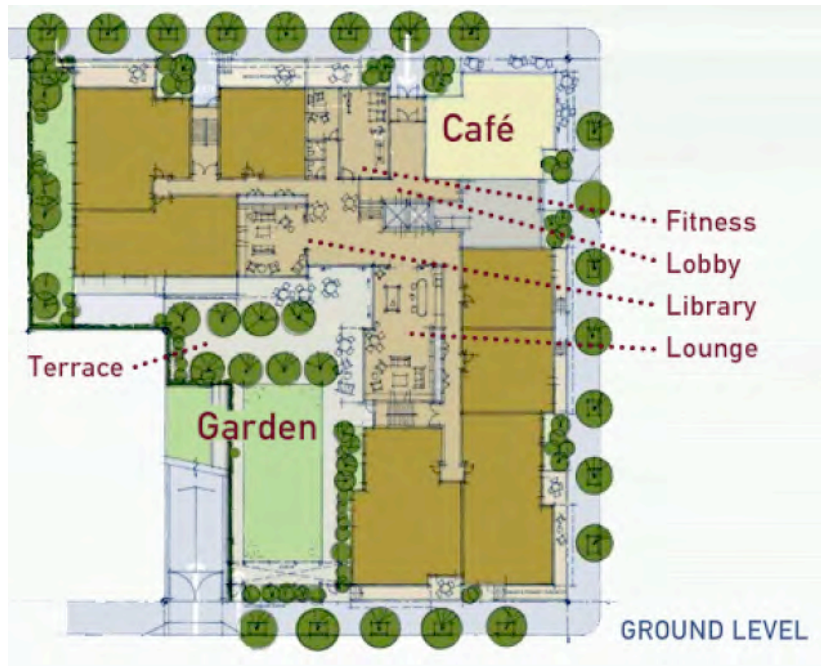 Café
Fitness
Lobby
Library
Lounge
Terrace
Garden
GROUND LEVEL